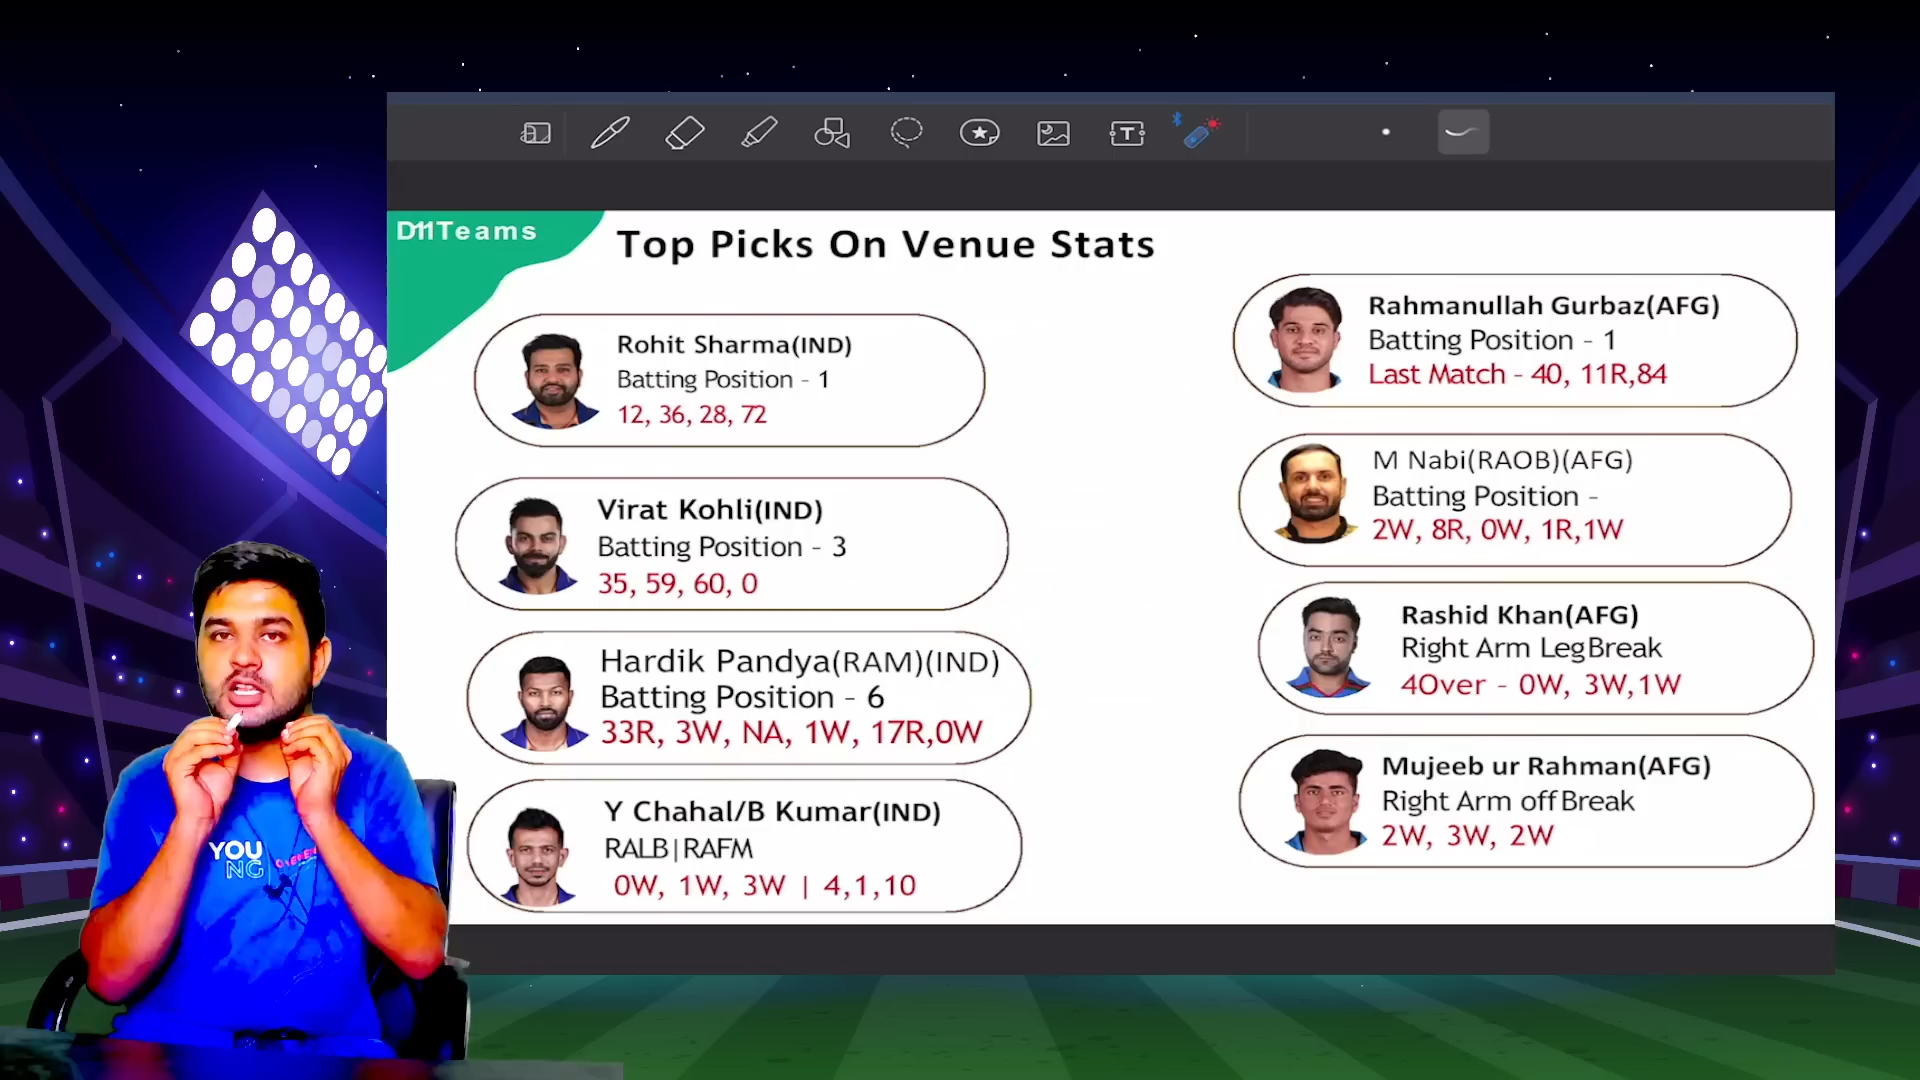 D11Teams
Top Picks On Venue Stats
Rohit Sharma(IND)
Batting Position - 1
12, 36, 28, 72
Virat Kohli(IND)
Batting Position - 3
35, 59, 60, 0
Hardik Pandya(RAM)(IND)
Batting Position - 6
33R, 3W, NA, 1W, 17R,0W
Y Chahal/B Kumar(IND)
RALB|RAFM
0W, 1W, 3W | 4,1,10
Rahmanullah Gurbaz(AFG)
Batting Position - 1
Last Match - 40, 11R,84
M Nabi(RAOB)(AFG)
Batting Position -
2W, 8R, 0W, 1R,1W
Rashid Khan(AFG)
Right Arm LegBreak
4Over - 0W, 3W,1W
Mujeeb ur Rahman(AFG)
Right Arm offBreak
2W, 3W, 2W
YOU
NG